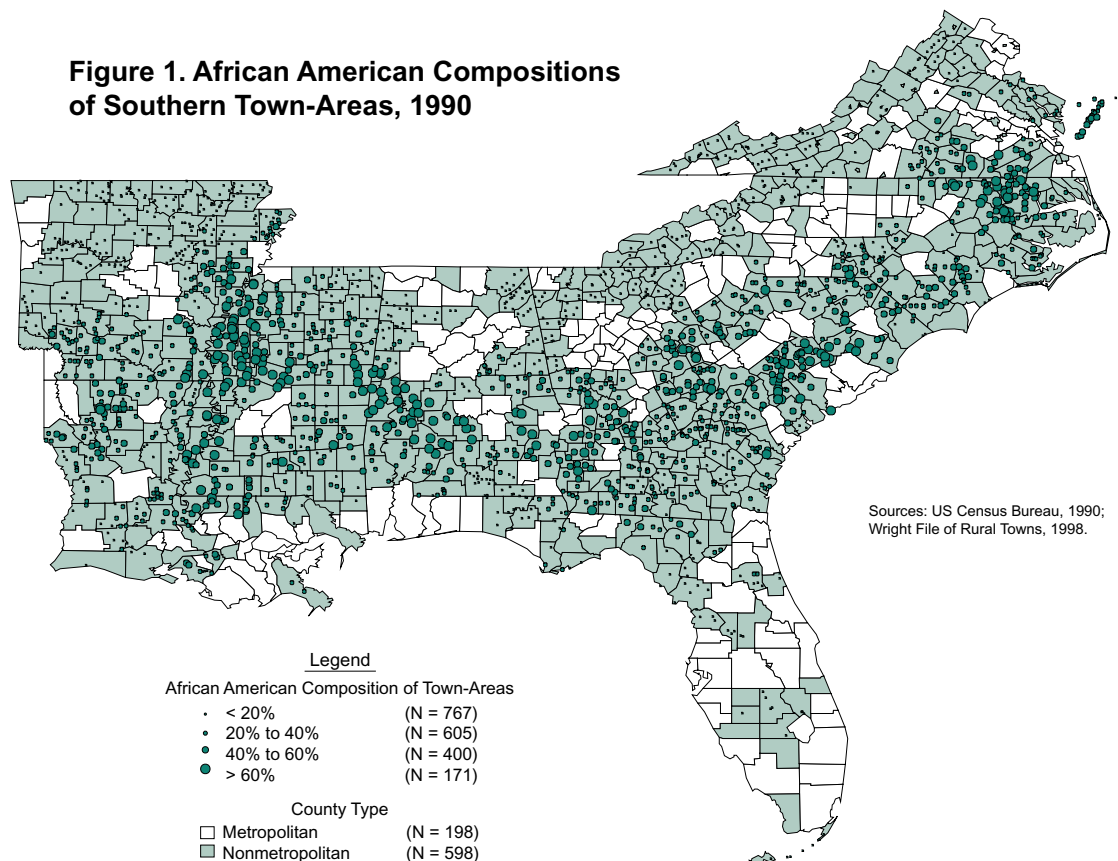 Figure 1. African American Compositions
of Southern Town-Areas, 1990
Sources: US Census Bureau, 1990;
Wright File of Rural Towns, 1998.
Legend
African American Composition of Town-Areas
< 20% (N = 767)
20% to 40% (N = 605)
40% to 60% (N = 400)
> 60% (N = 171)
County Type
Metropolitan (N = 198)
Nonmetropolitan (N = 598)